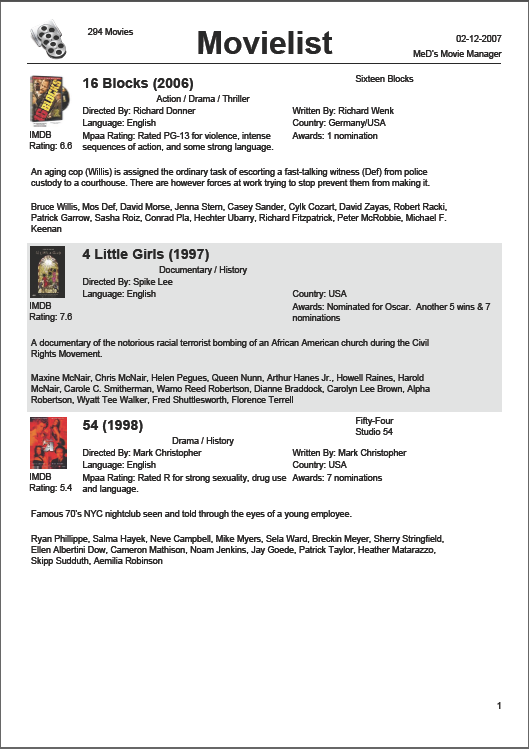 294 Movies
Movielist
02-12-2007
MeD's Movie Manager
16 BLOCKS
16 Blocks (2006)
Sixteen Blocks
Action / Drama / Thriller
Directed By: Richard Donner
Written By: Richard Wenk
Language: English
Country: Germany/USA
IMDB
Rating: 6.6
Mpaa Rating: Rated PG-13 for violence, intense
sequences of action, and some strong language.
Awards: 1 nomination
An aging cop (Willis) is assigned the ordinary task of escorting a fast-talking witness (Def) from police
custody to a courthouse. There are however forces at work trying to stop prevent them from making it.
Bruce Willis, Mos Def, David Morse, Jenna Stern, Casey Sander, Cylk Cozart, David Zayas, Robert Racki,
Patrick Garrow, Sasha Roiz, Conrad Pla, Hechter Ubarry, Richard Fitzpatrick, Peter McRobbie, Michael F.
Keenan
4 Little Girls (1997)
Documentary / History
Directed By: Spike Lee
Language: English
Country: USA
IMDB
Rating: 7.6
Awards: Nominated for Oscar.  Another 5 wins & 7
nominations
A documentary of the notorious racial terrorist bombing of an African American church during the Civil
Rights Movement.
Maxine McNair, Chris McNair, Helen Pegues, Queen Nunn, Arthur Hanes Jr., Howell Raines, Harold
McNair, Carole C. Smitherman, Wamo Reed Robertson, Dianne Braddock, Carolyn Lee Brown, Alpha
Robertson, Wyatt Tee Walker, Fred Shuttlesworth, Florence Terrell
54 (1998)
Fifty-Four
Studio 54
Drama / History
Directed By: Mark Christopher
Written By: Mark Christopher
Language: English
Country: USA
IMDB
Rating: 5.4
Mpaa Rating: Rated R for strong sexuality, drug use
and language.
Awards: 7 nominations
Famous 70's NYC nightclub seen and told through the eyes of a young employee.
Ryan Phillippe, Salma Hayek, Neve Campbell, Mike Myers, Sela Ward, Breckin Meyer, Sherry Stringfield,
Ellen Albertini Dow, Cameron Mathison, Noam Jenkins, Jay Goede, Patrick Taylor, Heather Matarazzo,
Skipp Sudduth, Aemilia Robinson
1